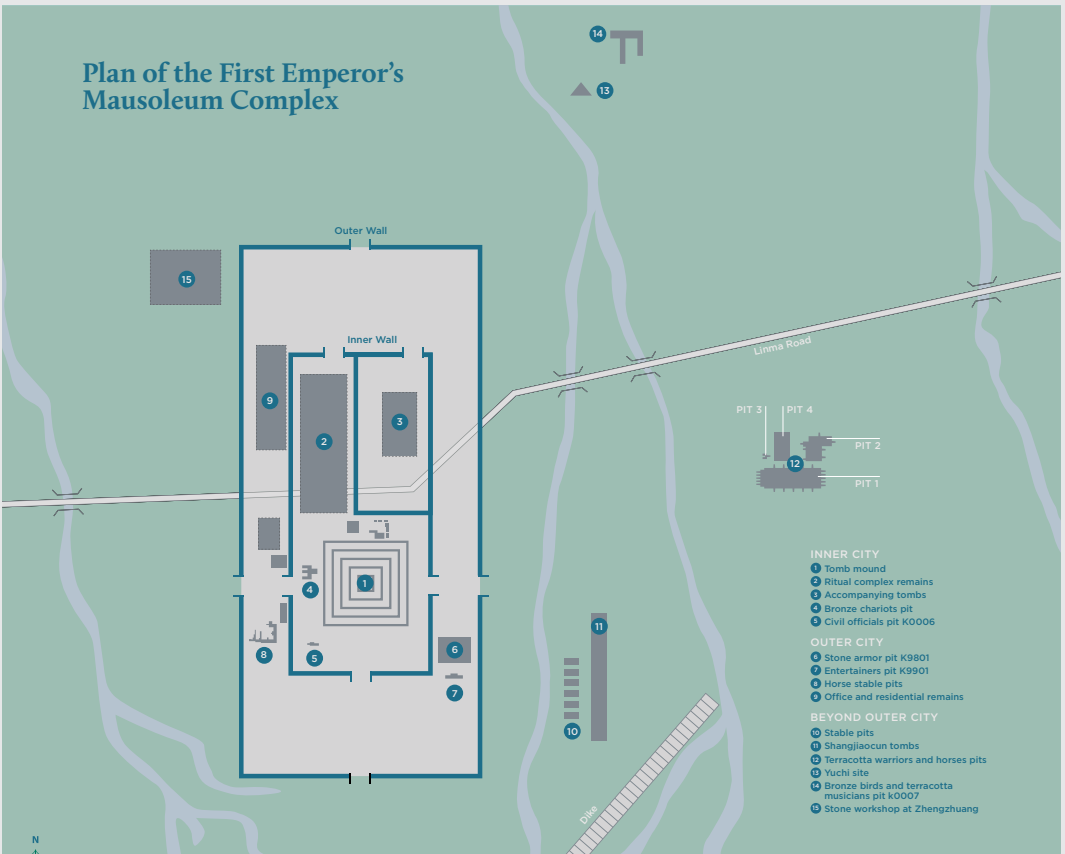 Plan of the First Emperor's
Mausoleum Complex
14
13
Outer Wall
15
Inner Wall
Linma Road
9
2
3
PIT 3
PIT 4
PIT 2
12
PIT 1
1
4
8
5
6
7
11
10
Dike
N
INNER CITY
1 Tomb mound
2 Ritual complex remains
3 Accompanying tombs
4 Bronze chariots pit
5 Civil officials pit K0006
OUTER CITY
6 Stone armor pit K9801
7 Entertainers pit K9901
8 Horse stable pits
9 Office and residential remains
BEYOND OUTER CITY
10 Stable pits
11 Shangjiaocun tombs
12 Terracotta warriors and horses pits
13 Yuchi site
14 Bronze birds and terracotta
musicians pit k0007
15 Stone workshop at Zhengzhuang